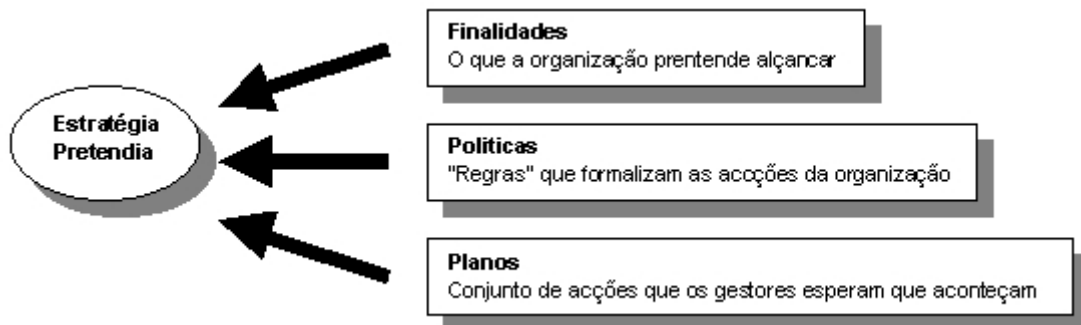 Estratégia
Pretendia
Finalidades
O que a organização prentende alçancar
Políticas
"Regras" que formalizam as accções da organização
Planos
Conjunto de acções que os gestores esperam que aconteçam